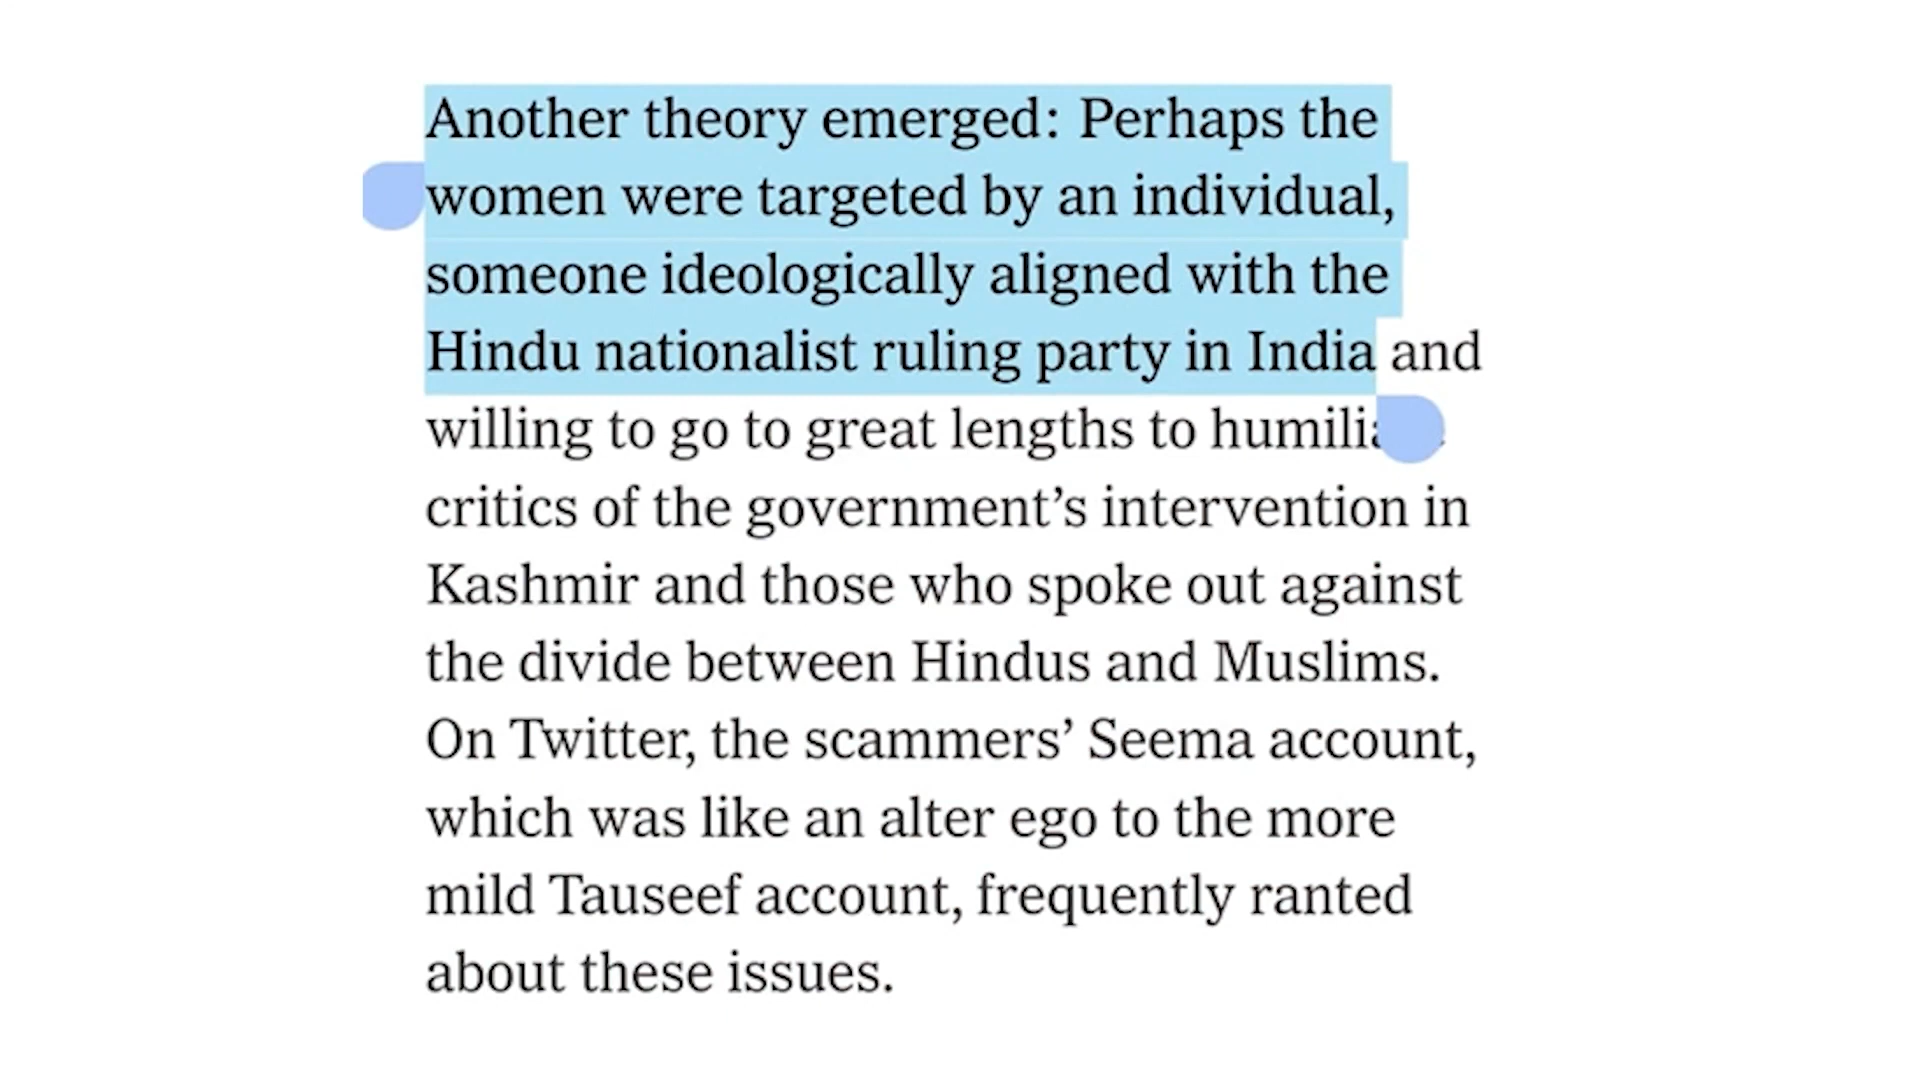 Another theory emerged: Perhaps the
women were targeted by an individual,
someone ideologically aligned with the
Hindu nationalist ruling party in India and
willing to go to great lengths to
critics of the government’s intervention in
Kashmir and those who spoke out against
the divide between Hindus and Muslims.
On Twitter, the scammers’ Seema account,
which was like an alter ego to the more
mild Tauseef account, frequently ranted
about these issues.